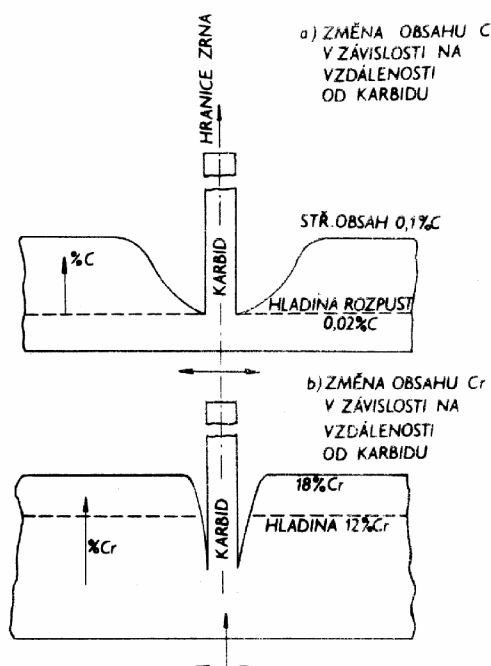 a) ZMĚNA OBSAHU C
V ZÁVISLOSTI NA
VZDÁLENOSTI
OD KARBIDU
HRANICE ZRNA
STŘ. OBSAH 0,1%C
%C
KARBID
HLADINA ROZPUST
0,02%C
b) ZMĚNA OBSAHU Cr
V ZÁVISLOSTI NA
VZDÁLENOSTI
OD KARBIDU
18%Cr
HLADINA 12%Cr
%Cr
KARBID